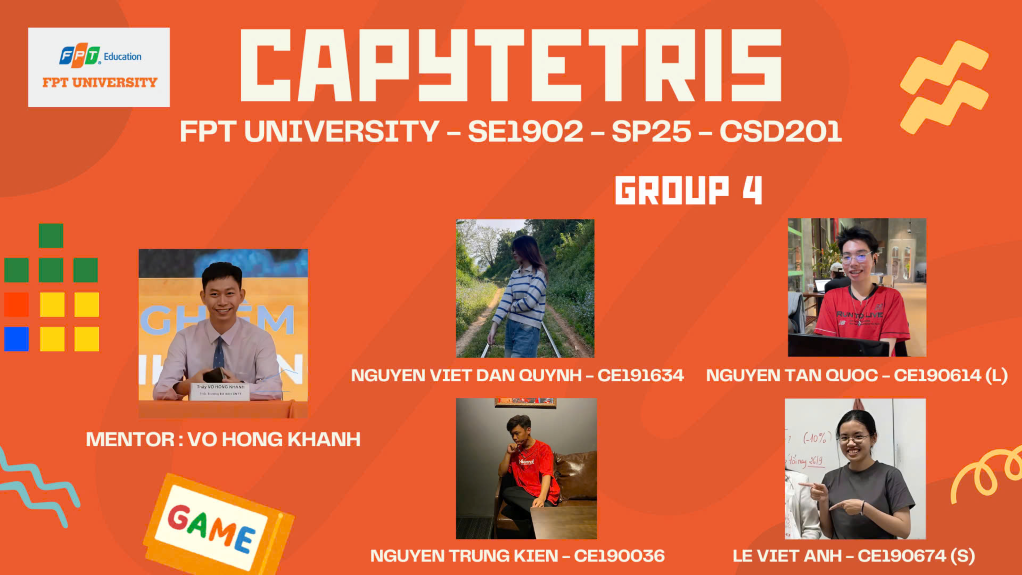 FPT Education
FPT UNIVERSITY
CAPYTETRIS
FPT UNIVERSITY - SE1902 - SP25 - CSD201
GROUP 4
NGUYEN VIET DAN QUYNH - CE191634
NGUYEN TAN QUOC - CE190614 (L)
MENTOR : VO HONG KHANH
(-10%)
NGUYEN TRUNG KIEN - CE190036
LE VIET ANH - CE190674 (S)
GAME